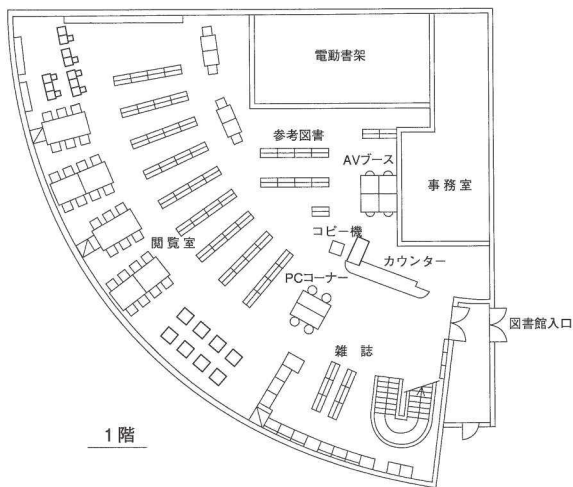 電動書架
参考図書
AVブース
事務室
コピー機
閲覧室
カウンター
PCコーナー
図書館入口
雑誌
1階